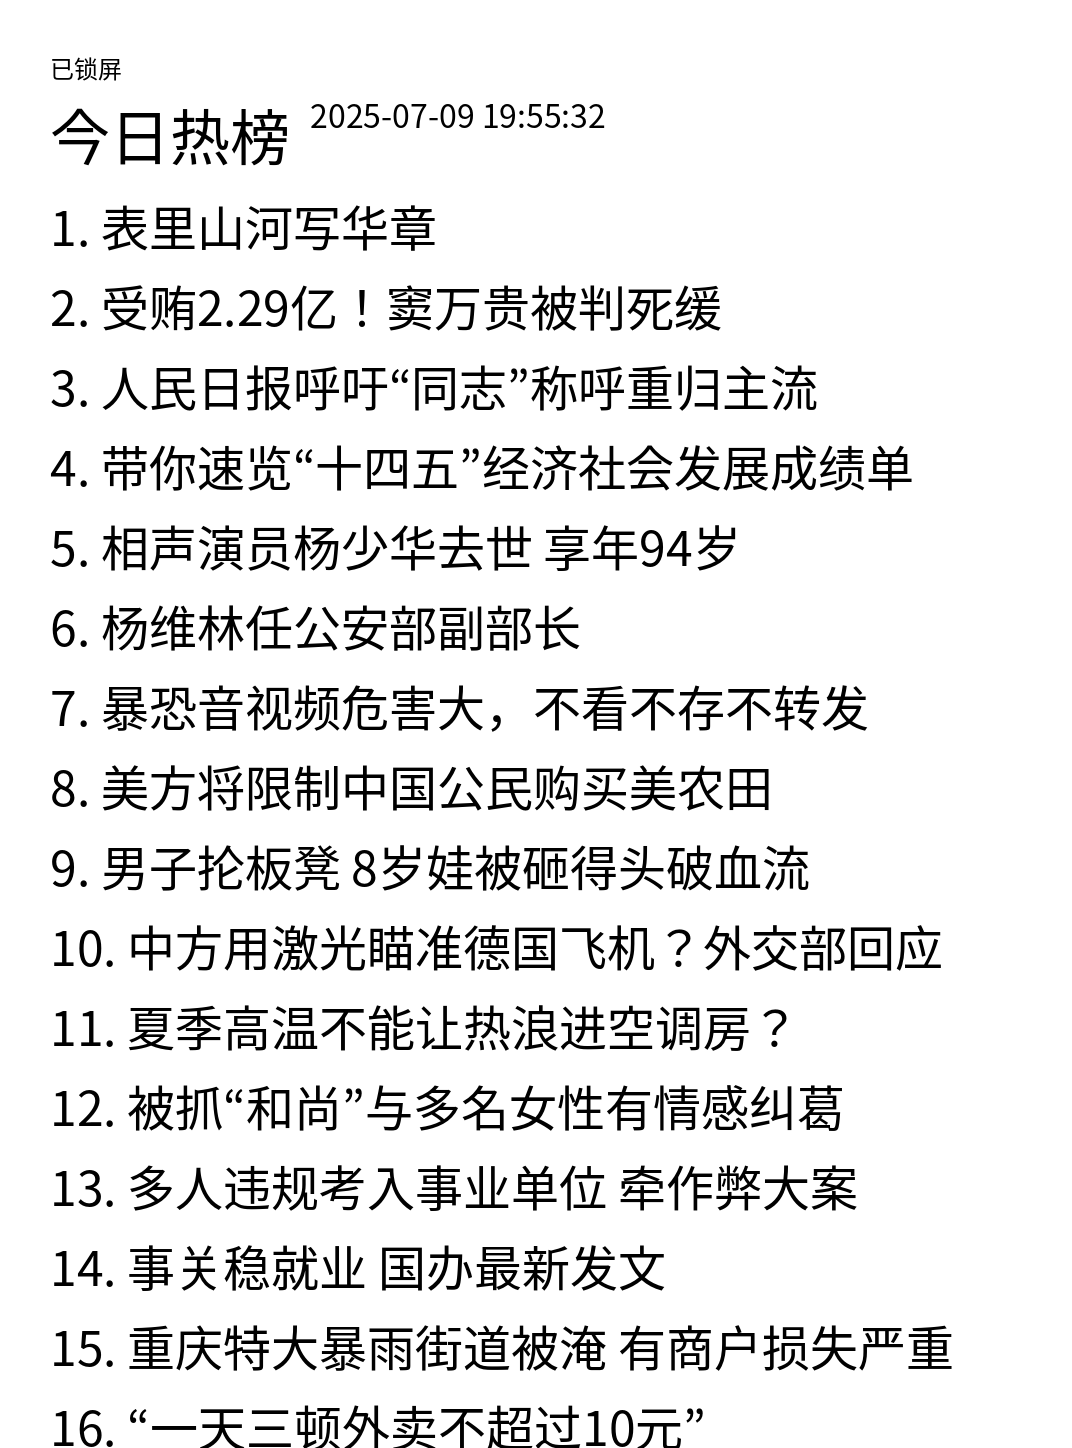 已锁屏
今日热榜 2025-07-09 19:55:32
1. 表里山河写华章
2. 受贿2.29亿！窦万贵被判死缓
3. 人民日报呼吁“同志”称呼重归主流
4. 带你速览“十四五”经济社会发展成绩单
5. 相声演员杨少华去世 享年94岁
6. 杨维林任公安部副部长
7. 暴恐音视频危害大，不看不存不转发
8. 美方将限制中国公民购买美农田
9. 男子抡板凳 8岁娃被砸得头破血流
10. 中方用激光瞄准德国飞机？外交部回应
11. 夏季高温不能让热浪进空调房？
12. 被抓“和尚”与多名女性有情感纠葛
13. 多人违规考入事业单位 牵作弊大案
14. 事关稳就业 国办最新发文
15. 重庆特大暴雨街道被淹 有商户损失严重
16. “一天三顿外卖不超过10元”